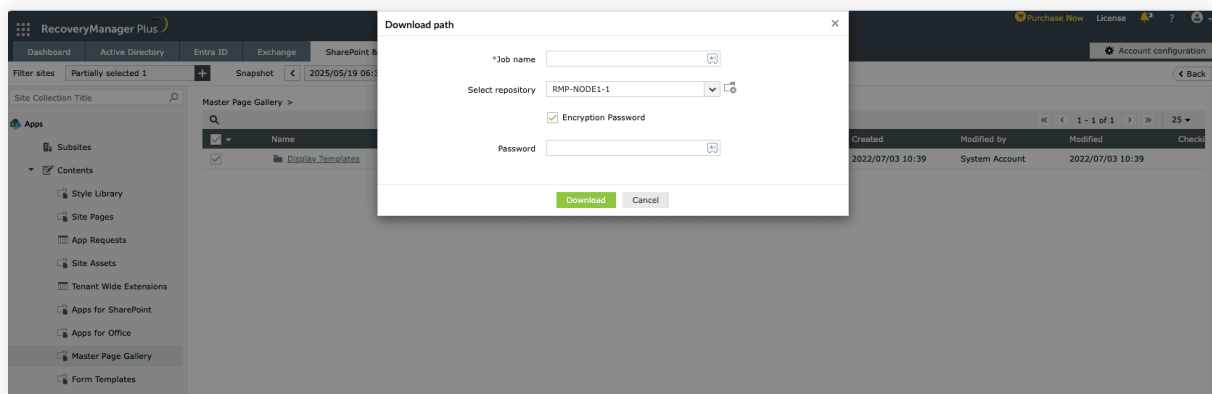 RecoveryManager Plus
Purchase Now License ?
Dashboard Active Directory Entra ID Exchange SharePoint &
Account configuration
Filter sites Partially selected 1 + Snapshot 2025/05/19 06:3
Back
Site Collection Title
Master Page Gallery >
Apps
1 - 1 of 1 25
Name Created Modified by Modified Checki
Subsites
Display Templates 2022/07/03 10:39 System Account 2022/07/03 10:39
Contents
Style Library
Site Pages
App Requests
Site Assets
Tenant Wide Extensions
Apps for SharePoint
Apps for Office
Master Page Gallery
Form Templates
Download path
*Job name
Select repository RMP-NODE1-1
Encryption Password
Password
Download Cancel